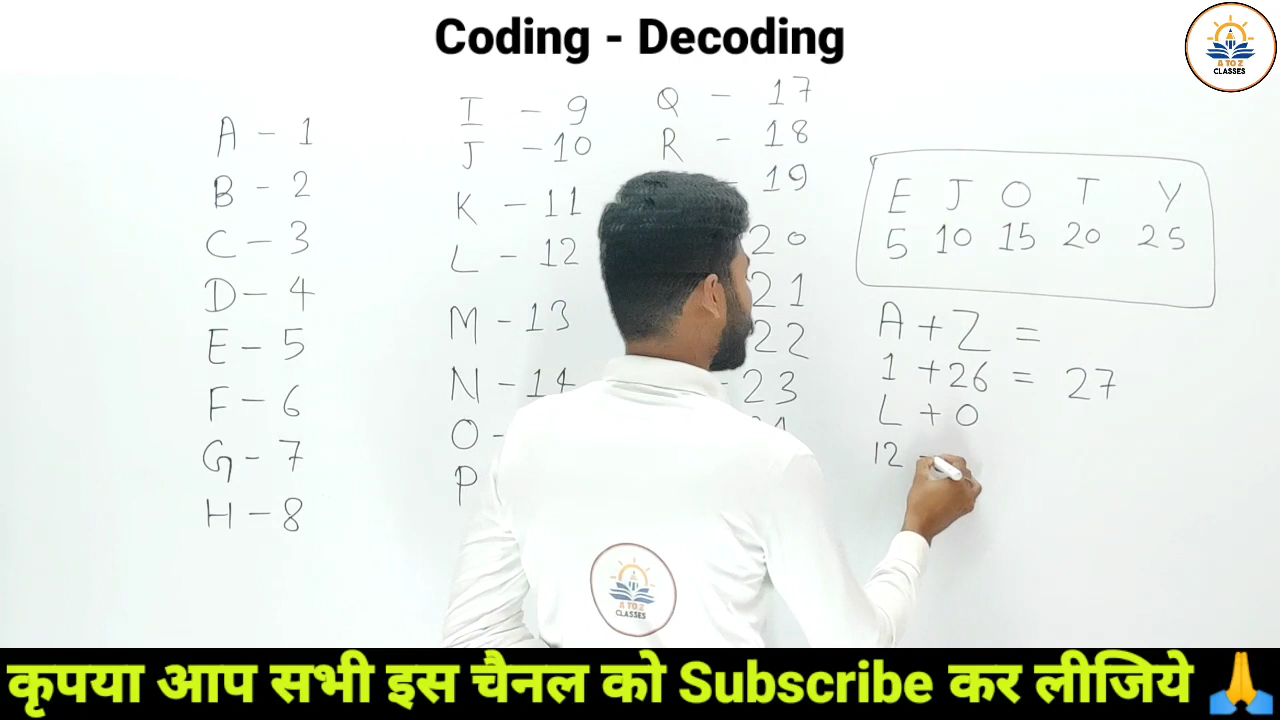 Coding - Decoding
A TO Z
CLASSES
A - 1
B - 2
C - 3
D - 4
E - 5
F - 6
G - 7
H - 8
I - 9
J - 10
K - 11
L - 12
M - 13
N - 14
O -
P
Q - 17
R - 18
- 19
20
21
22
- 23
E J O T Y
5 10 15 20 25
A + Z =
1 + 26 = 27
L + O
12 -
A TO Z
CLASSES
कृपया आप सभी इस चैनल को Subscribe कर लीजिये 🙏